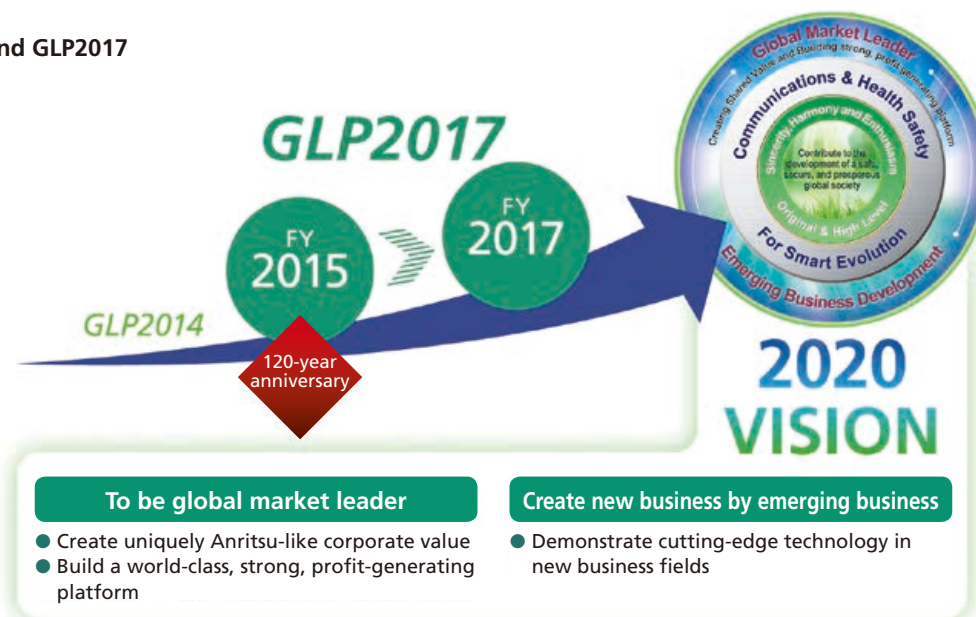 nd GLP2017
GLP2017
FY
2015
FY
2017
GLP2014
120-year
anniversary
Global Market Leader
Creating Shared Value and Building strong, profit generating platform
Communications & Health Safety
Sincerity, Harmony and Enthusiasm
Contribute to the
development of a safe,
secure, and prosporous
global society
Original & High Level
For Smart Evolution
Emerging Business Development
2020
VISION
To be global market leader
● Create uniquely Anritsu-like corporate value
● Build a world-class, strong, profit-generating
platform
Create new business by emerging business
● Demonstrate cutting-edge technology in
new business fields